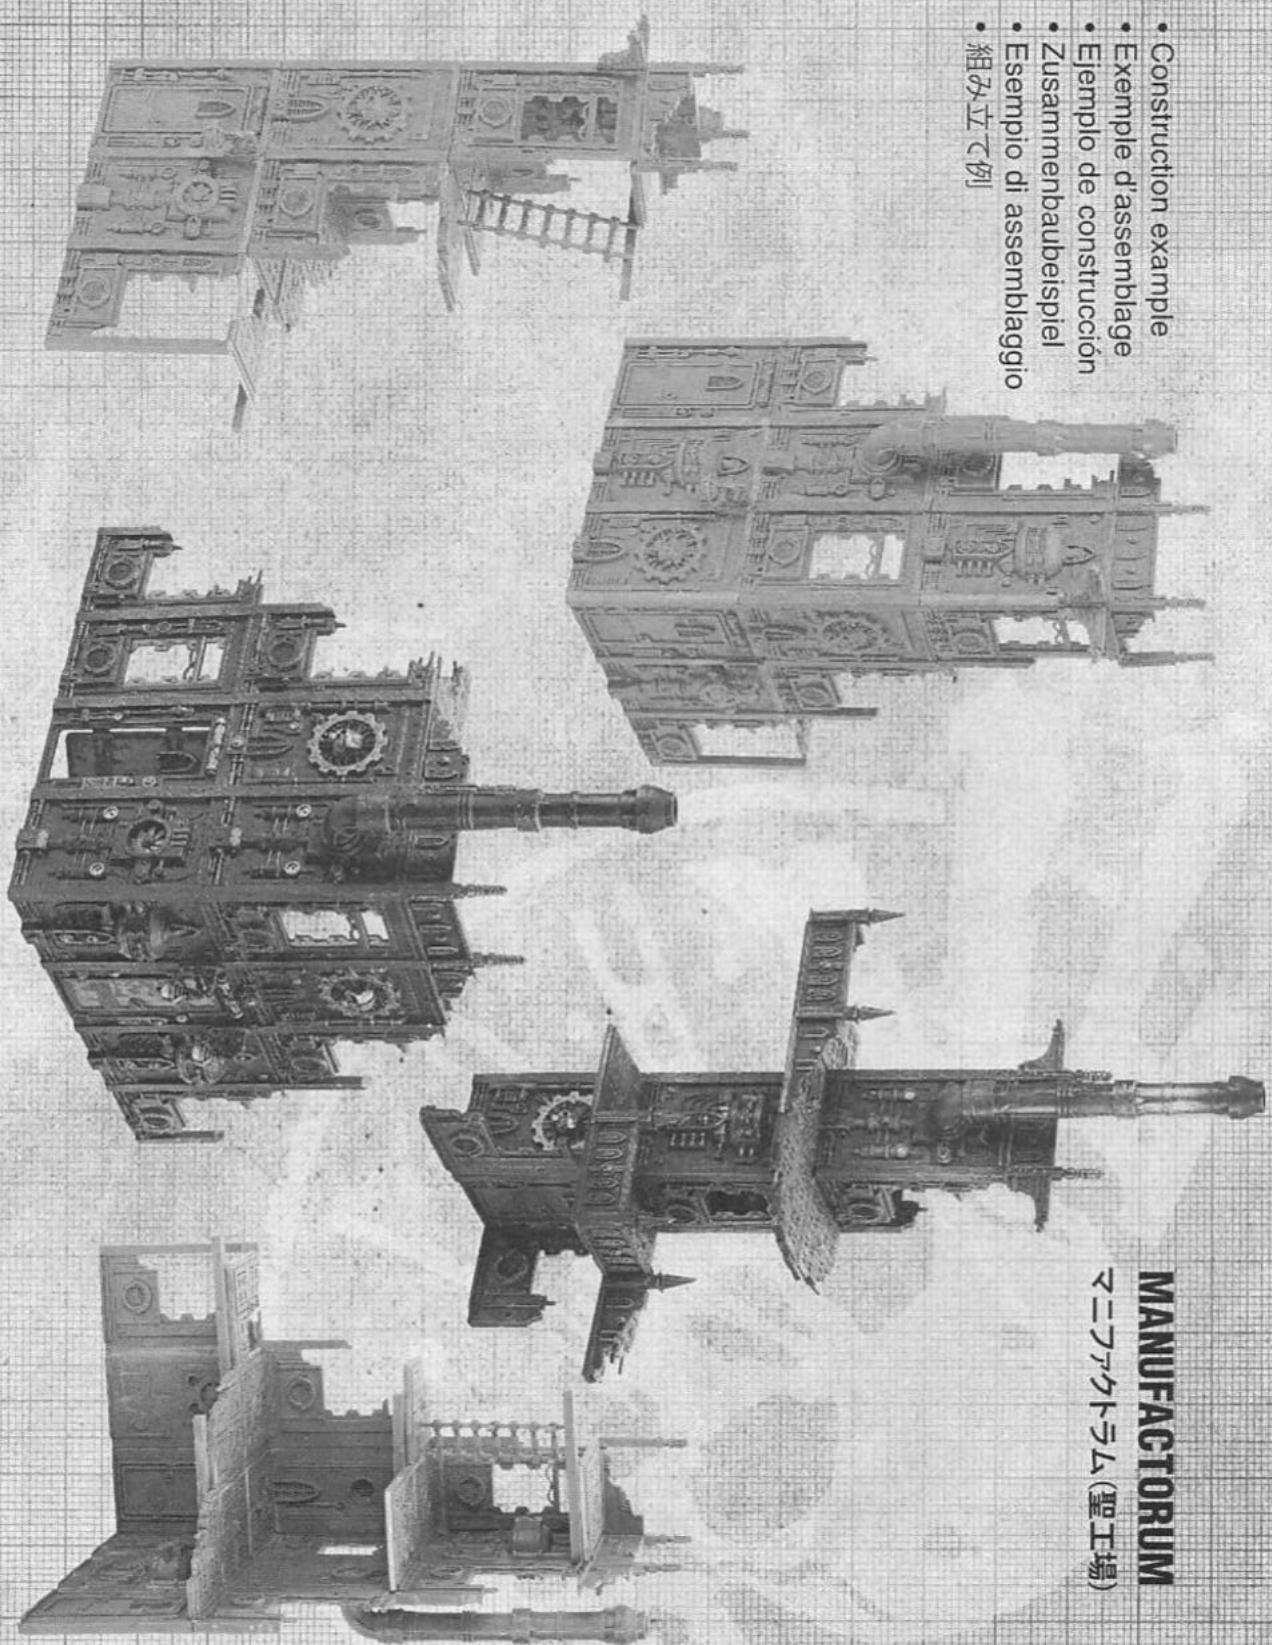 • Construction example
• Exemple d'assemblage
• Ejemplo de construcción
• Zusammenbaubeispiel
• Esempio di assemblaggio
• 組み立て例
MANUFACTORUM
マニファクトラム(聖工場)